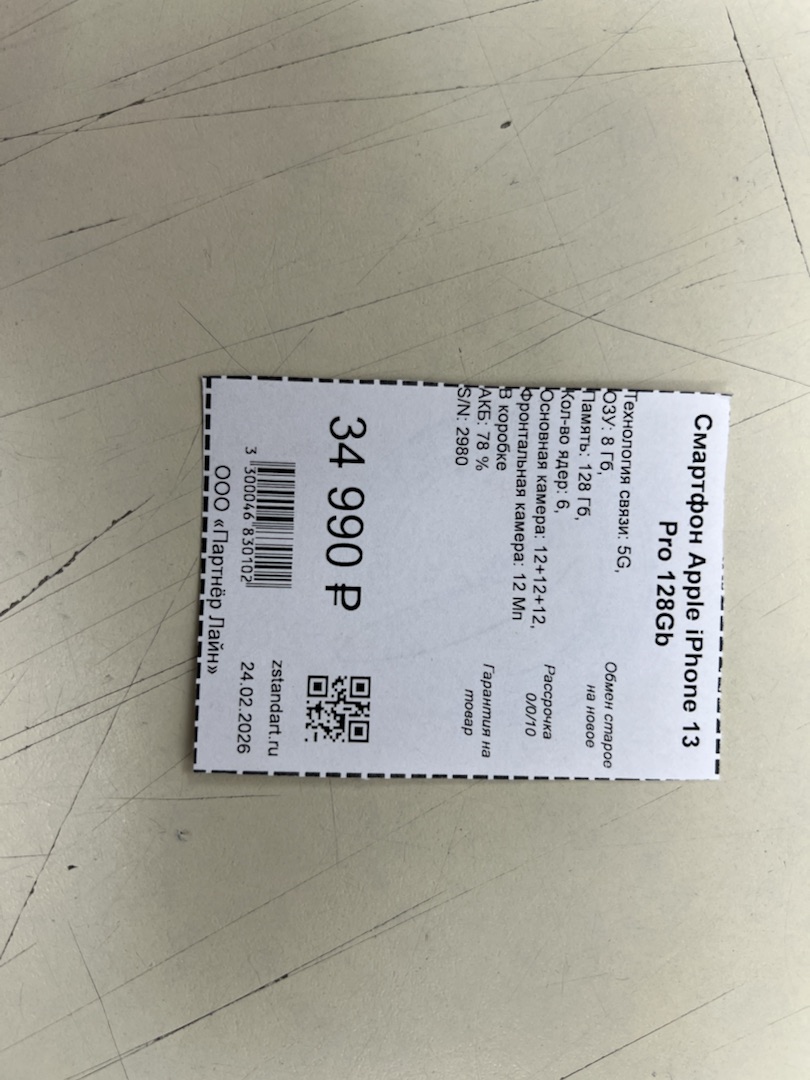 Смартфон Apple iPhone 13
Pro 128Gb
Технология связи: 5G,
ОЗУ: 8 Гб,
Память: 128 Гб,
Кол-во ядер: 6,
Основная камера: 12+12+12,
Фронтальная камера: 12 Мп
В коробке
АКБ: 78 %
S/N: 2980
Обмен старое
на новое
Рассрочка
0/0/10
Гарантия на
товар
34 990 ₽
3 300046 830102
zstandart.ru
24.02.2026
ООО «Партнёр Лайн»